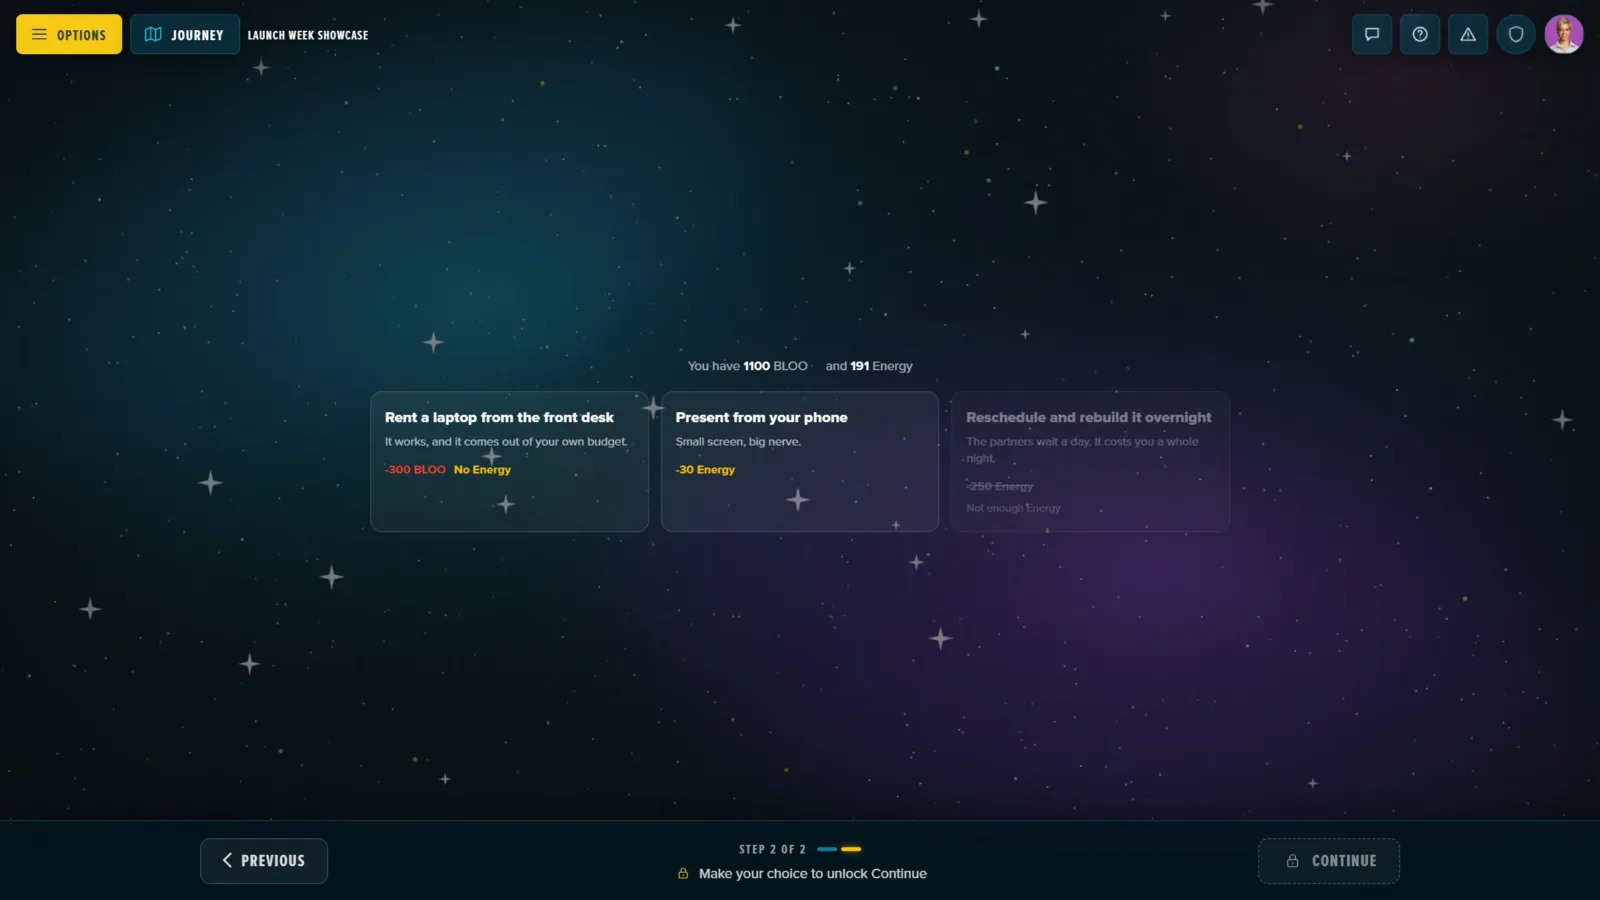 OPTIONS
JOURNEY
LAUNCH WEEK SHOWCASE
You have 1100 BLOO and 191 Energy
Rent a laptop from the front desk
It works, and it comes out of your own budget.
-300 BLOO No Energy
Present from your phone
Small screen, big nerve.
-30 Energy
Reschedule and rebuild it overnight
The partners wait a day. It costs you a whole
night.
-250 Energy
Not enough Energy
PREVIOUS
STEP 2 OF 2
Make your choice to unlock Continue
CONTINUE